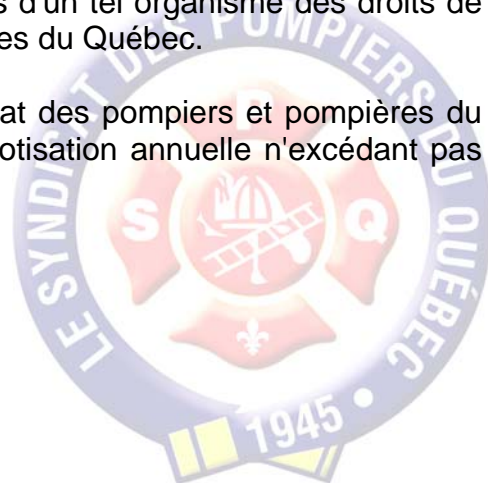 s d'un tel organisme des droits de
es du Québec.
at des pompiers et pompières du
otisation annuelle n'excédant pas
LE SYNDICAT DES POMPIERS DU QUÉBEC
S P Q
1945